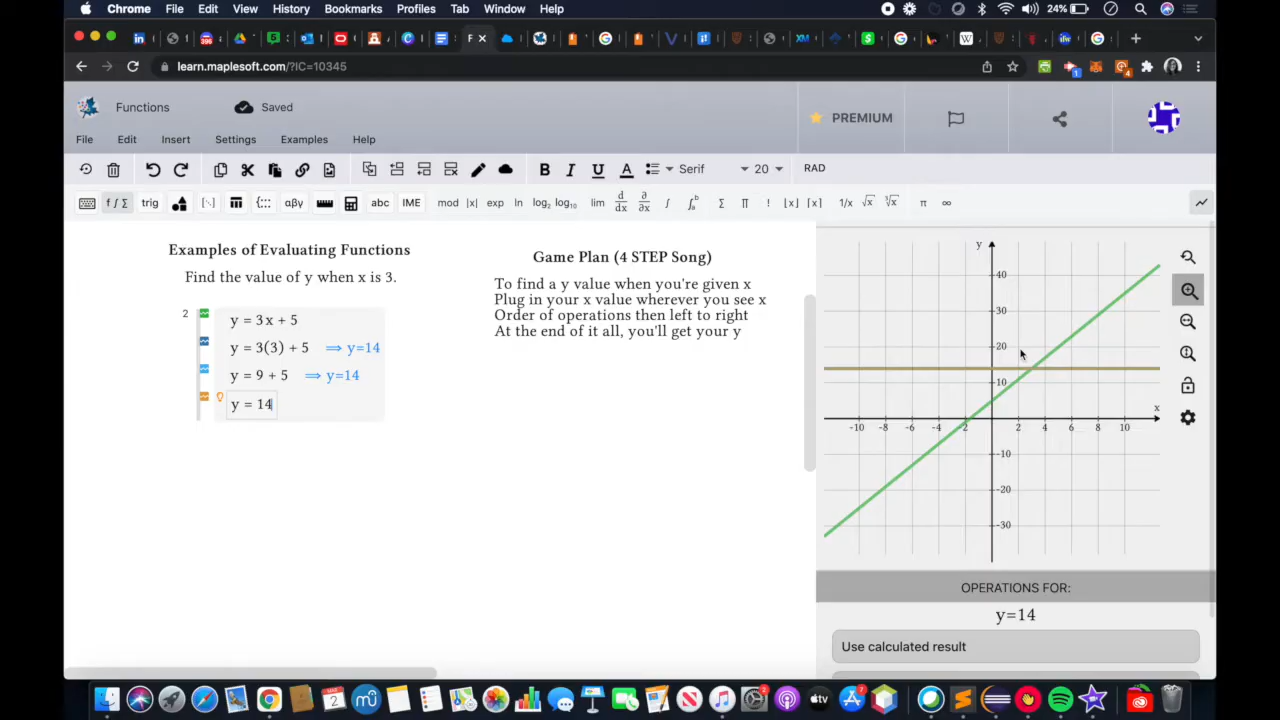 Chrome File Edit View History Bookmarks Profiles Tab Window Help 24%
learn.maplesoft.com/?IC=10345
Functions Saved PREMIUM
File Edit Insert Settings Examples Help
B I U A Serif 20 RAD
f ∫ Σ trig αβγ abc IME mod |x| exp ln log₂ log₁₀ lim d/dx ∂/∂x ∫ ∫ₐᵇ Σ Π ! ⌊x⌋ ⌈x⌉ 1/x √x ∛x π ∞
Examples of Evaluating Functions
Find the value of y when x is 3.
2
y = 3x + 5
y = 3(3) + 5 ⟹ y=14
y = 9 + 5 ⟹ y=14
y = 14
Game Plan (4 STEP Song)
To find a y value when you're given x
Plug in your x value wherever you see x
Order of operations then left to right
At the end of it all, you'll get your y
y
40
30
20
10
x
-10 -8 -6 -4 -2 2 4 6 8 10
-10
-20
-30
OPERATIONS FOR:
y=14
Use calculated result